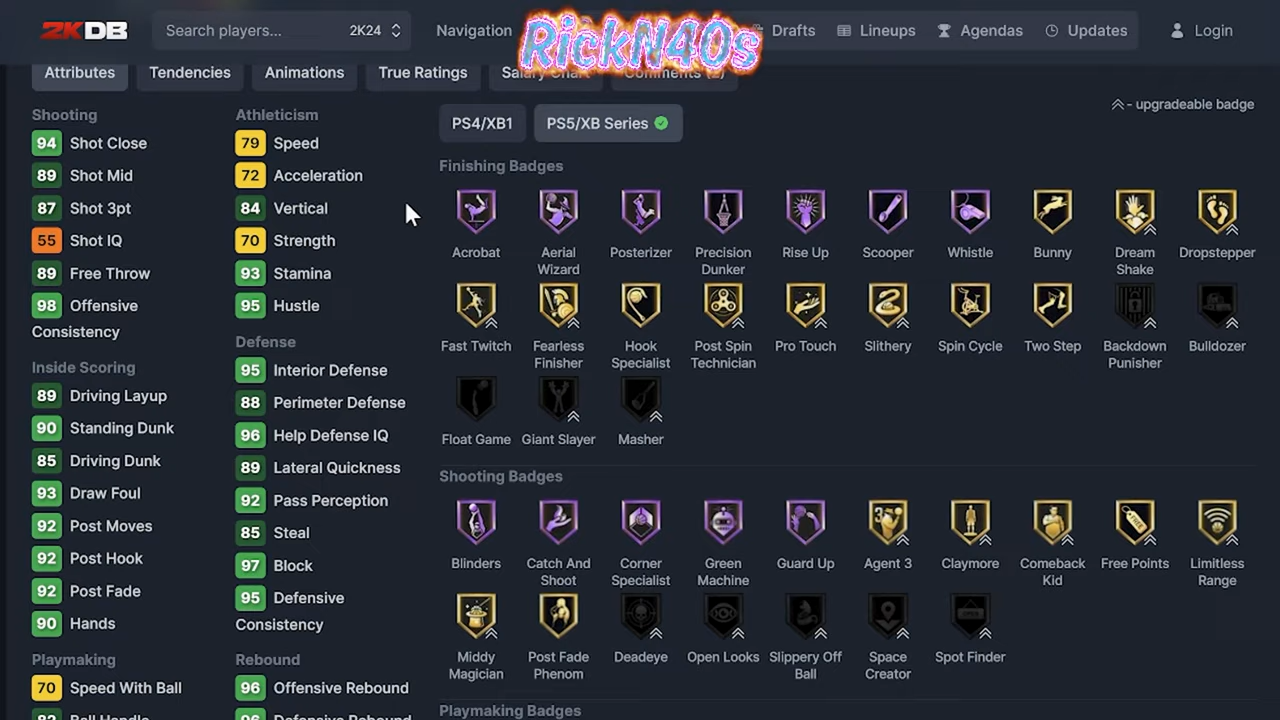 2KDB
Search players...
2K24
Navigation
RickN40s
Drafts
Lineups
Agendas
Updates
Login
Attributes
Tendencies
Animations
True Ratings
PS4/XB1
PS5/XB Series
- upgradeable badge
Shooting
94 Shot Close
89 Shot Mid
87 Shot 3pt
55 Shot IQ
89 Free Throw
98 Offensive
Consistency
Inside Scoring
89 Driving Layup
90 Standing Dunk
85 Driving Dunk
93 Draw Foul
92 Post Moves
92 Post Hook
92 Post Fade
90 Hands
Playmaking
70 Speed With Ball
Ball Handle
Athleticism
79 Speed
72 Acceleration
84 Vertical
70 Strength
93 Stamina
95 Hustle
Defense
95 Interior Defense
88 Perimeter Defense
96 Help Defense IQ
89 Lateral Quickness
92 Pass Perception
85 Steal
97 Block
95 Defensive
Consistency
Rebound
96 Offensive Rebound
96 Defensive Rebound
Finishing Badges
Acrobat
Aerial
Wizard
Posterizer
Precision
Dunker
Rise Up
Scooper
Whistle
Bunny
Dream
Shake
Dropstepper
Fast Twitch
Fearless
Finisher
Hook
Specialist
Post Spin
Technician
Pro Touch
Slithery
Spin Cycle
Two Step
Backdown
Punisher
Bulldozer
Float Game
Giant Slayer
Masher
Shooting Badges
Blinders
Catch And
Shoot
Corner
Specialist
Green
Machine
Guard Up
Agent 3
Claymore
Comeback
Kid
Free Points
Limitless
Range
Middy
Magician
Post Fade
Phenom
Deadeye
Open Looks
Slippery Off
Ball
Space
Creator
Spot Finder
Playmaking Badges